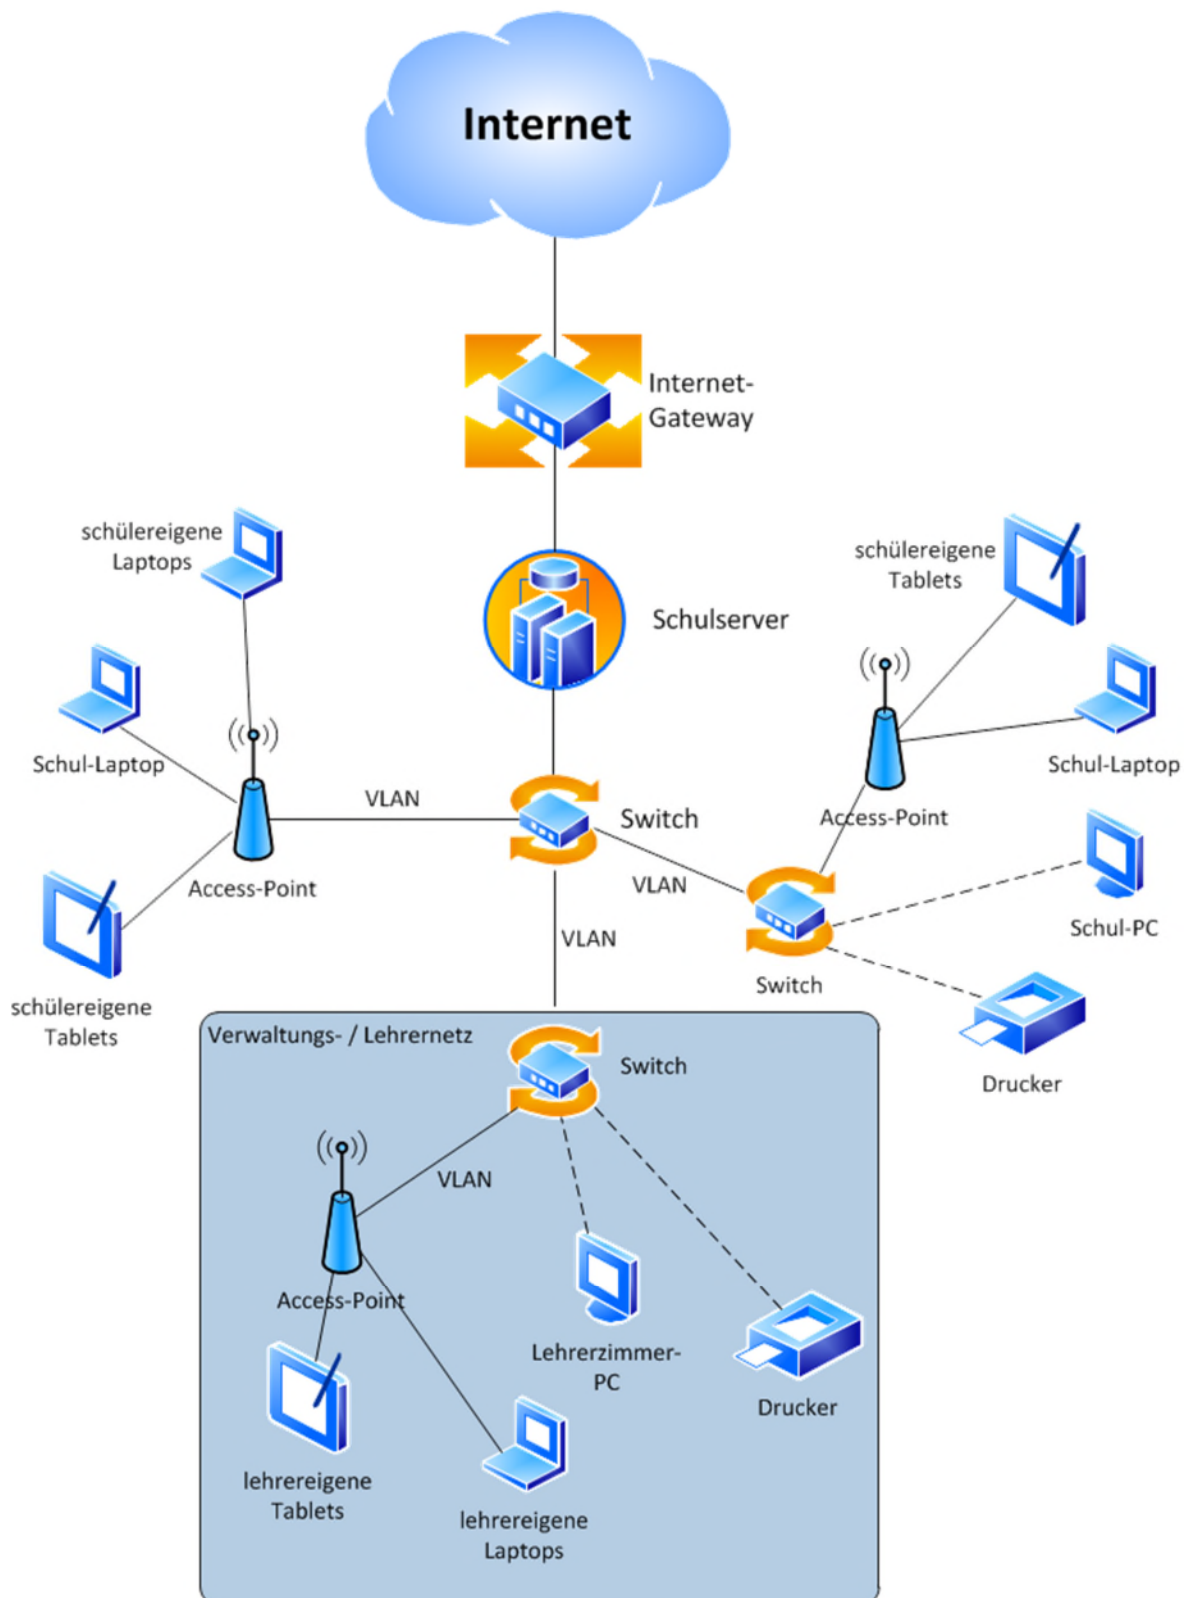 Internet
Internet-
Gateway
schülereigene
Laptops
schülereigene
Tablets
Schulserver
Schul-Laptop
Schul-Laptop
VLAN
Switch
Access-Point
Access-Point
VLAN
Schul-PC
VLAN
Switch
schülereigene
Tablets
Drucker
Verwaltungs- / Lehrernetz
Switch
VLAN
Access-Point
Lehrerzimmer-
PC
Drucker
lehrereigene
Tablets
lehrereigene
Laptops